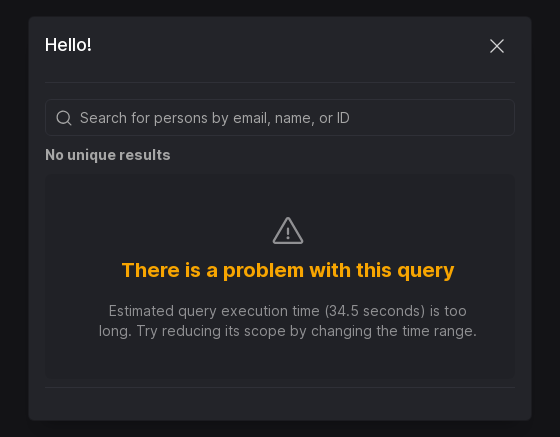 Hello!
Search for persons by email, name, or ID
No unique results
There is a problem with this query
Estimated query execution time (34.5 seconds) is too
long. Try reducing its scope by changing the time range.